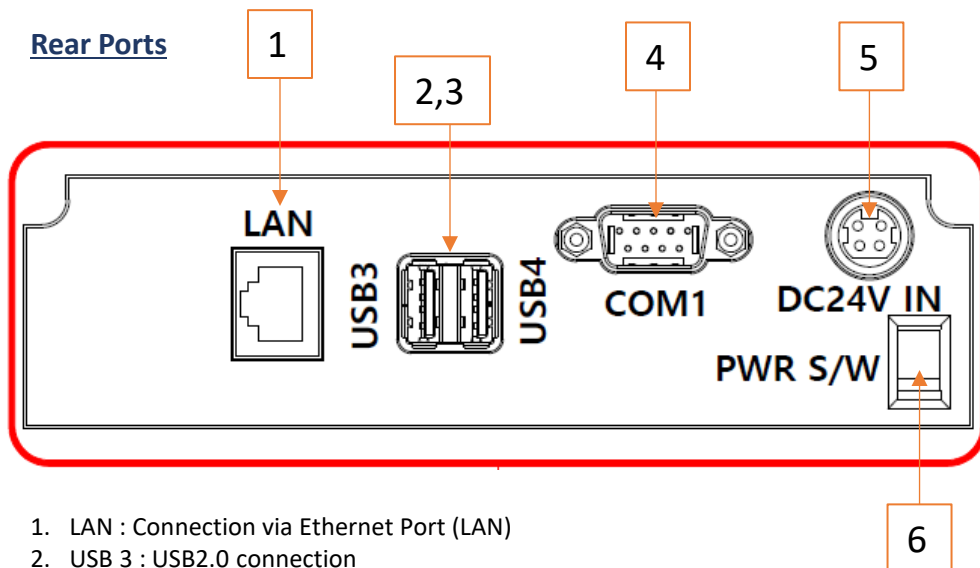 Rear Ports
1
2,3
4
5
LAN
USB3
USB4
COM1
DC24V IN
PWR S/W
6
1. LAN : Connection via Ethernet Port (LAN)
2. USB 3 : USB2.0 connection